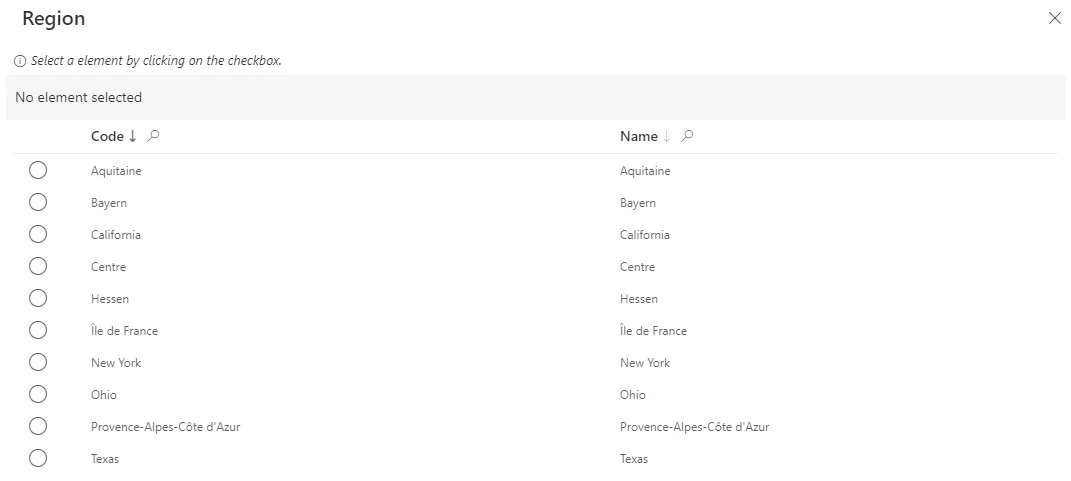 Region
Select a element by clicking on the checkbox.
No element selected
Code Name
Aquitaine Aquitaine
Bayern Bayern
California California
Centre Centre
Hessen Hessen
Île de France Île de France
New York New York
Ohio Ohio
Provence-Alpes-Côte d'Azur Provence-Alpes-Côte d'Azur
Texas Texas